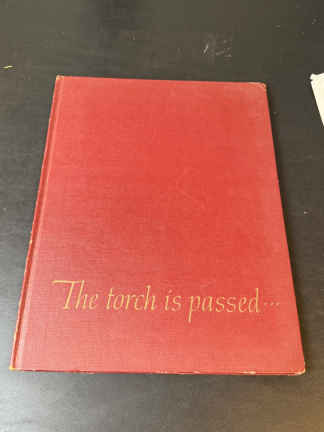 The torch is passed...